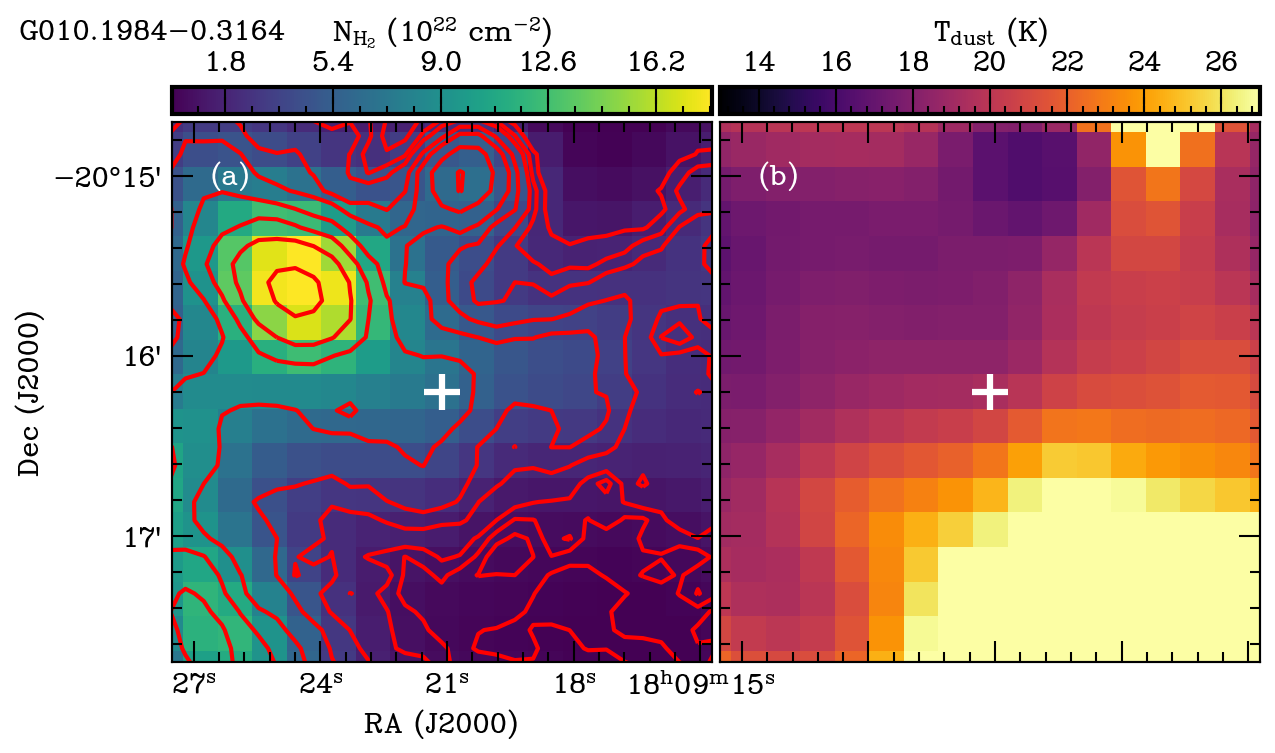 G010.1984−0.3164 N_H₂ (10²² cm⁻²) T_dust (K)
1.8 5.4 9.0 12.6 16.2 14 16 18 20 22 24 26
−20°15' (a) (b)
16'
Dec (J2000)
17'
27ˢ 24ˢ 21ˢ 18ˢ 18ʰ09ᵐ15ˢ
RA (J2000)